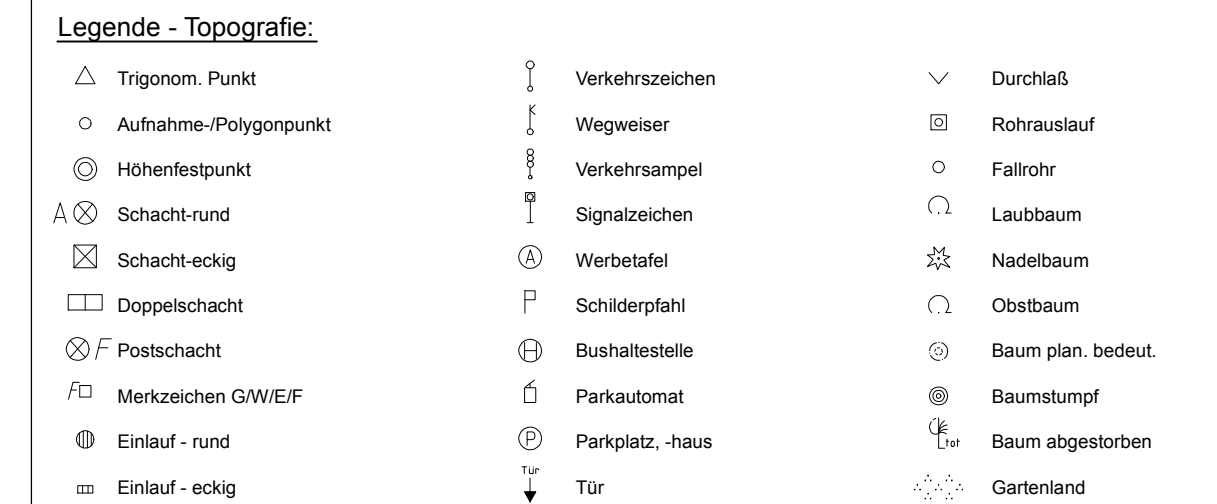 Legende - Topografie:
Trigonom. Punkt
Aufnahme-/Polygonpunkt
Höhenfestpunkt
A Schacht-rund
Schacht-eckig
Doppelschacht
F Postschacht
F Merkzeichen G/W/E/F
Einlauf - rund
Einlauf - eckig
Verkehrszeichen
Wegweiser
Verkehrsampel
Signalzeichen
A Werbetafel
Schilderpfahl
H Bushaltestelle
Parkautomat
P Parkplatz, -haus
Tür
Tür
Durchlaß
Rohrauslauf
Fallrohr
Laubbaum
Nadelbaum
Obstbaum
Baum plan. bedeut.
Baumstumpf
tot Baum abgestorben
Gartenland